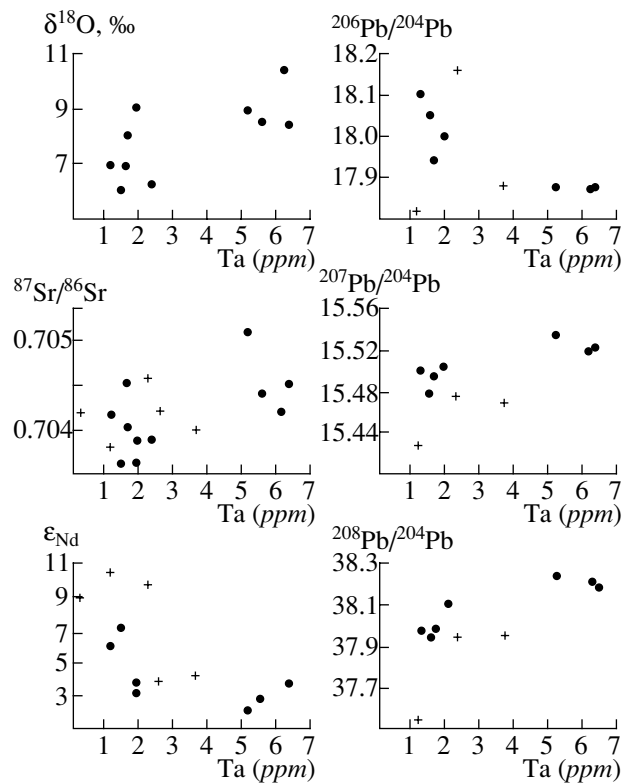 δ¹⁸O, ‰
11
9
7
1 2 3 4 5 6 7
Ta (ppm)
²⁰⁶Pb/²⁰⁴Pb
18.2
18.1
18.0
17.9
1 2 3 4 5 6 7
Ta (ppm)
⁸⁷Sr/⁸⁶Sr
0.705
0.704
1 2 3 4 5 6 7
Ta (ppm)
²⁰⁷Pb/²⁰⁴Pb
15.56
15.52
15.48
15.44
1 2 3 4 5 6 7
Ta (ppm)
εNd
11
9
7
5
3
1 2 3 4 5 6 7
Ta (ppm)
²⁰⁸Pb/²⁰⁴Pb
38.3
38.1
37.9
37.7
1 2 3 4 5 6 7
Ta (ppm)